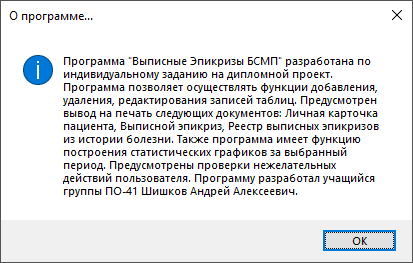 О программе...
Программа "Выписные Эпикризы БСМП" разработана по
индивидуальному заданию на дипломной проект.
Программа позволяет осуществлять функции добавления,
удаления, редактирования записей таблиц. Предусмотрен
вывод на печать следующих документов: Личная карточка
пациента, Выписной эпикриз, Реестр выписных эпикризов
из истории болезни. Также программа имеет функцию
построения статистических графиков за выбранный
период. Предусмотрены проверки нежелательных
действий пользователя. Программу разработал учащийся
группы ПО-41 Шишков Андрей Алексеевич.
OK